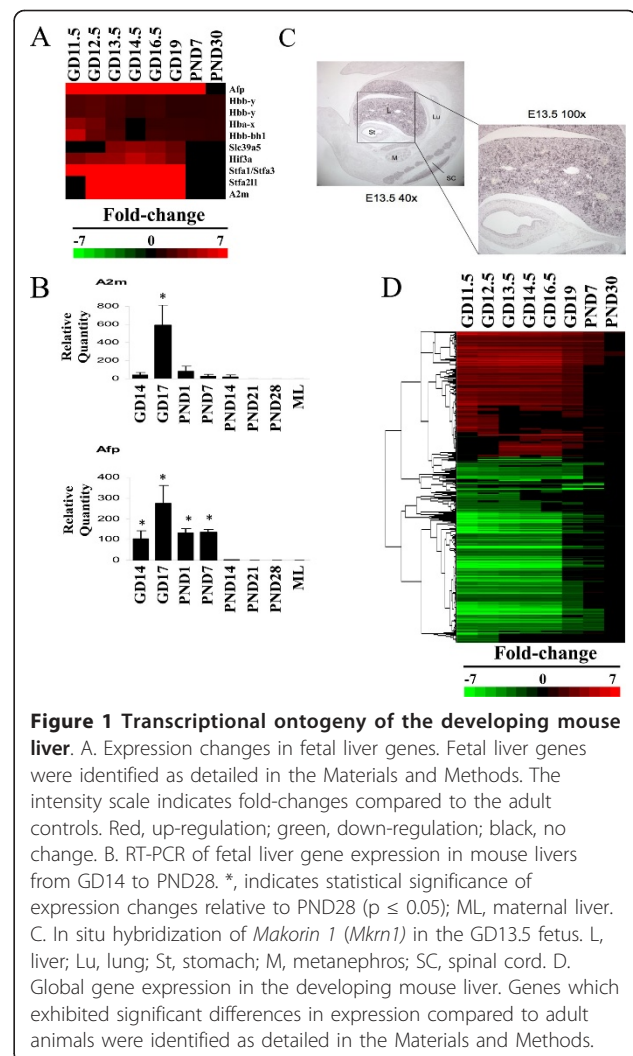 A
GD11.5
GD12.5
GD13.5
GD14.5
GD16.5
GD19
PND7
PND30
Afp
Hbb-y
Hbb-y
Hba-x
Hbb-bh1
Slc39a5
Hif3a
Stfa1/Stfa3
Stfa2l1
A2m
Fold-change
-7 0 7
C
L
St
Lu
M
SC
E13.5 40x
E13.5 100x
B
A2m
Relative
Quantity
800
600
400
200
0
*
GD14
GD17
PND1
PND7
PND14
PND21
PND28
ML
Afp
Relative
Quantity
400
300
200
100
0
* * * *
GD14
GD17
PND1
PND7
PND14
PND21
PND28
ML
D
GD11.5
GD12.5
GD13.5
GD14.5
GD16.5
GD19
PND7
PND30
Fold-change
-7 0 7
Figure 1 Transcriptional ontogeny of the developing mouse
liver. A. Expression changes in fetal liver genes. Fetal liver genes
were identified as detailed in the Materials and Methods. The
intensity scale indicates fold-changes compared to the adult
controls. Red, up-regulation; green, down-regulation; black, no
change. B. RT-PCR of fetal liver gene expression in mouse livers
from GD14 to PND28. *, indicates statistical significance of
expression changes relative to PND28 (p ≤ 0.05); ML, maternal liver.
C. In situ hybridization of Makorin 1 (Mkrn1) in the GD13.5 fetus. L,
liver; Lu, lung; St, stomach; M, metanephros; SC, spinal cord. D.
Global gene expression in the developing mouse liver. Genes which
exhibited significant differences in expression compared to adult
animals were identified as detailed in the Materials and Methods.